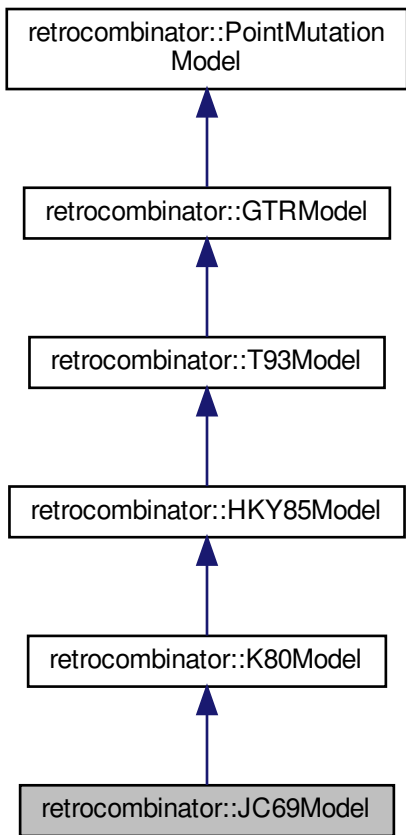 retrocombinator::PointMutation
Model
retrocombinator::GTRModel
retrocombinator::T93Model
retrocombinator::HKY85Model
retrocombinator::K80Model
retrocombinator::JC69Model